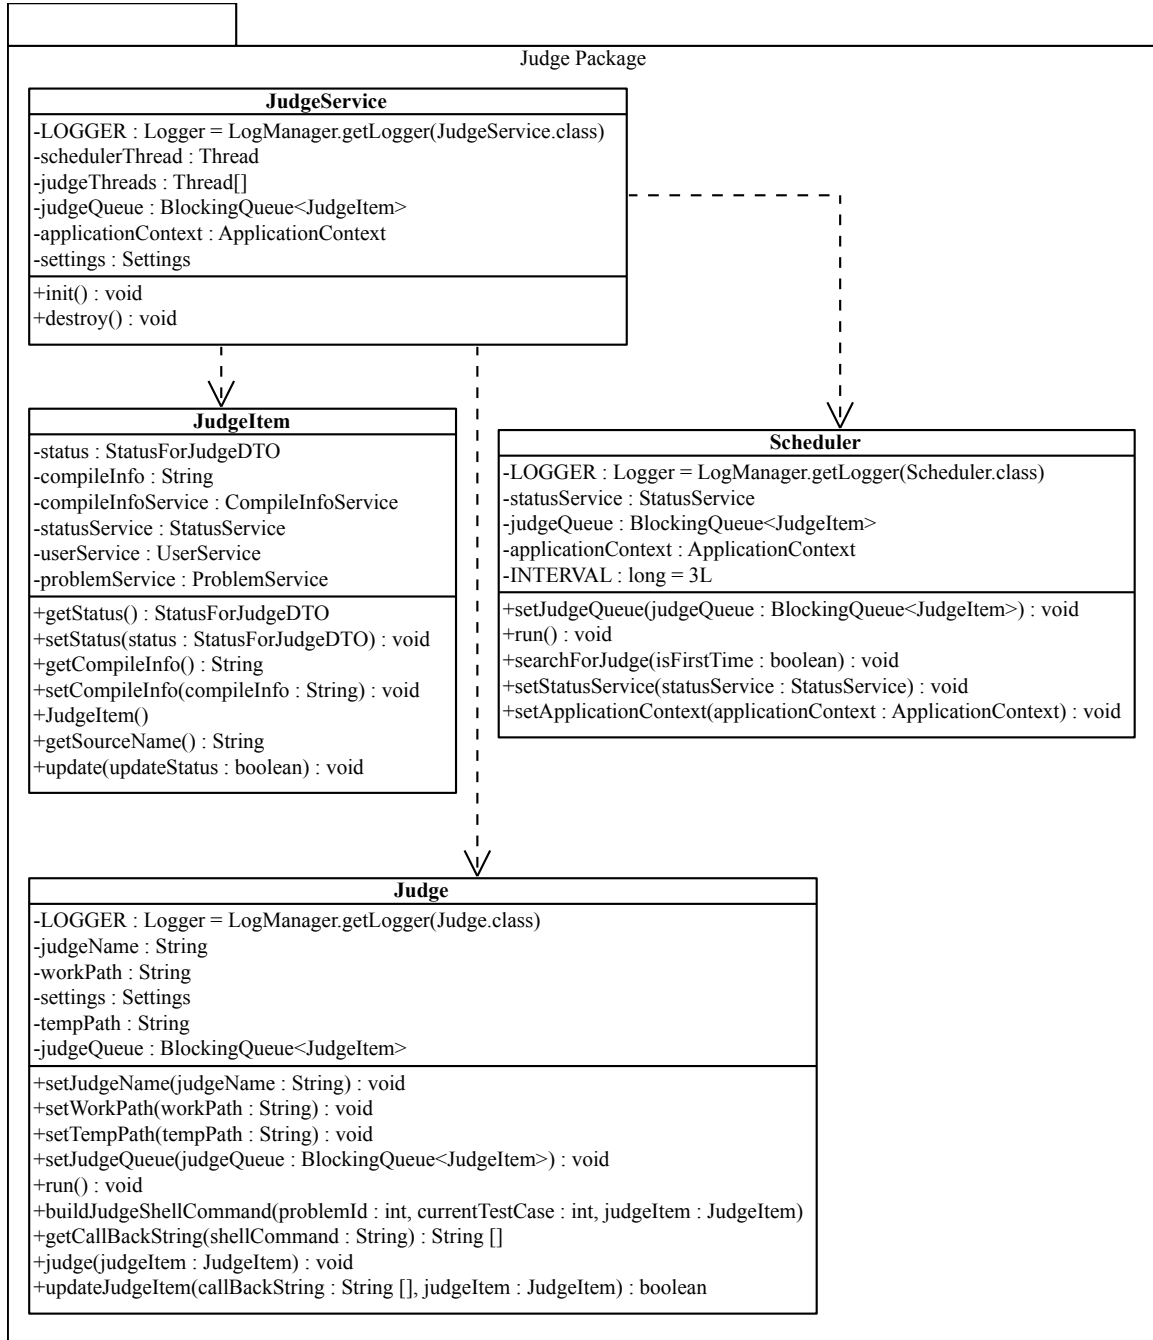 Judge Package
JudgeService
-LOGGER : Logger = LogManager.getLogger(JudgeService.class)
-schedulerThread : Thread
-judgeThreads : Thread[]
-judgeQueue : BlockingQueue<JudgeItem>
-applicationContext : ApplicationContext
-settings : Settings
+init() : void
+destroy() : void
JudgeItem
-status : StatusForJudgeDTO
-compileInfo : String
-compileInfoService : CompileInfoService
-statusService : StatusService
-userService : UserService
-problemService : ProblemService
+getStatus() : StatusForJudgeDTO
+setStatus(status : StatusForJudgeDTO) : void
+getCompileInfo() : String
+setCompileInfo(compileInfo : String) : void
+JudgeItem()
+getSourceName() : String
+update(updateStatus : boolean) : void
Scheduler
-LOGGER : Logger = LogManager.getLogger(Scheduler.class)
-statusService : StatusService
-judgeQueue : BlockingQueue<JudgeItem>
-applicationContext : ApplicationContext
-INTERVAL : long = 3L
+setJudgeQueue(judgeQueue : BlockingQueue<JudgeItem>) : void
+run() : void
+searchForJudge(isFirstTime : boolean) : void
+setStatusService(statusService : StatusService) : void
+setApplicationContext(applicationContext : ApplicationContext) : void
Judge
-LOGGER : Logger = LogManager.getLogger(Judge.class)
-judgeName : String
-workPath : String
-settings : Settings
-tempPath : String
-judgeQueue : BlockingQueue<JudgeItem>
+setJudgeName(judgeName : String) : void
+setWorkPath(workPath : String) : void
+setTempPath(tempPath : String) : void
+setJudgeQueue(judgeQueue : BlockingQueue<JudgeItem>) : void
+run() : void
+buildJudgeShellCommand(problemId : int, currentTestCase : int, judgeItem : JudgeItem)
+getCallBackString(shellCommand : String) : String []
+judge(judgeItem : JudgeItem) : void
+updateJudgeItem(callBackString : String [], judgeItem : JudgeItem) : boolean